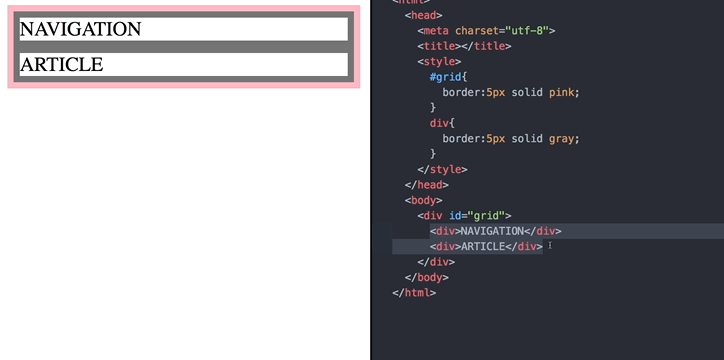 NAVIGATION
ARTICLE
<html>
<head>
<meta charset="utf-8">
<title></title>
<style>
#grid{
border:5px solid pink;
}
div{
border:5px solid gray;
}
</style>
</head>
<body>
<div id="grid">
<div>NAVIGATION</div>
<div>ARTICLE</div>
</div>
</body>
</html>